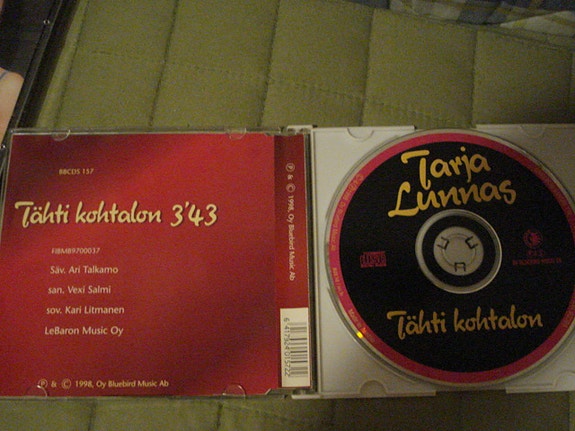 BBCDS 157
Tähti kohtalon 3'43
FIBMB9700037
Säv. Ari Talkamo
san. Vexi Salmi
sov. Kari Litmanen
LeBaron Music Oy
℗ & © 1998, Oy Bluebird Music Ab
℗ & © 1998, Oy Bluebird Music Ab
Tarja
Lunnas
Tähti kohtalon